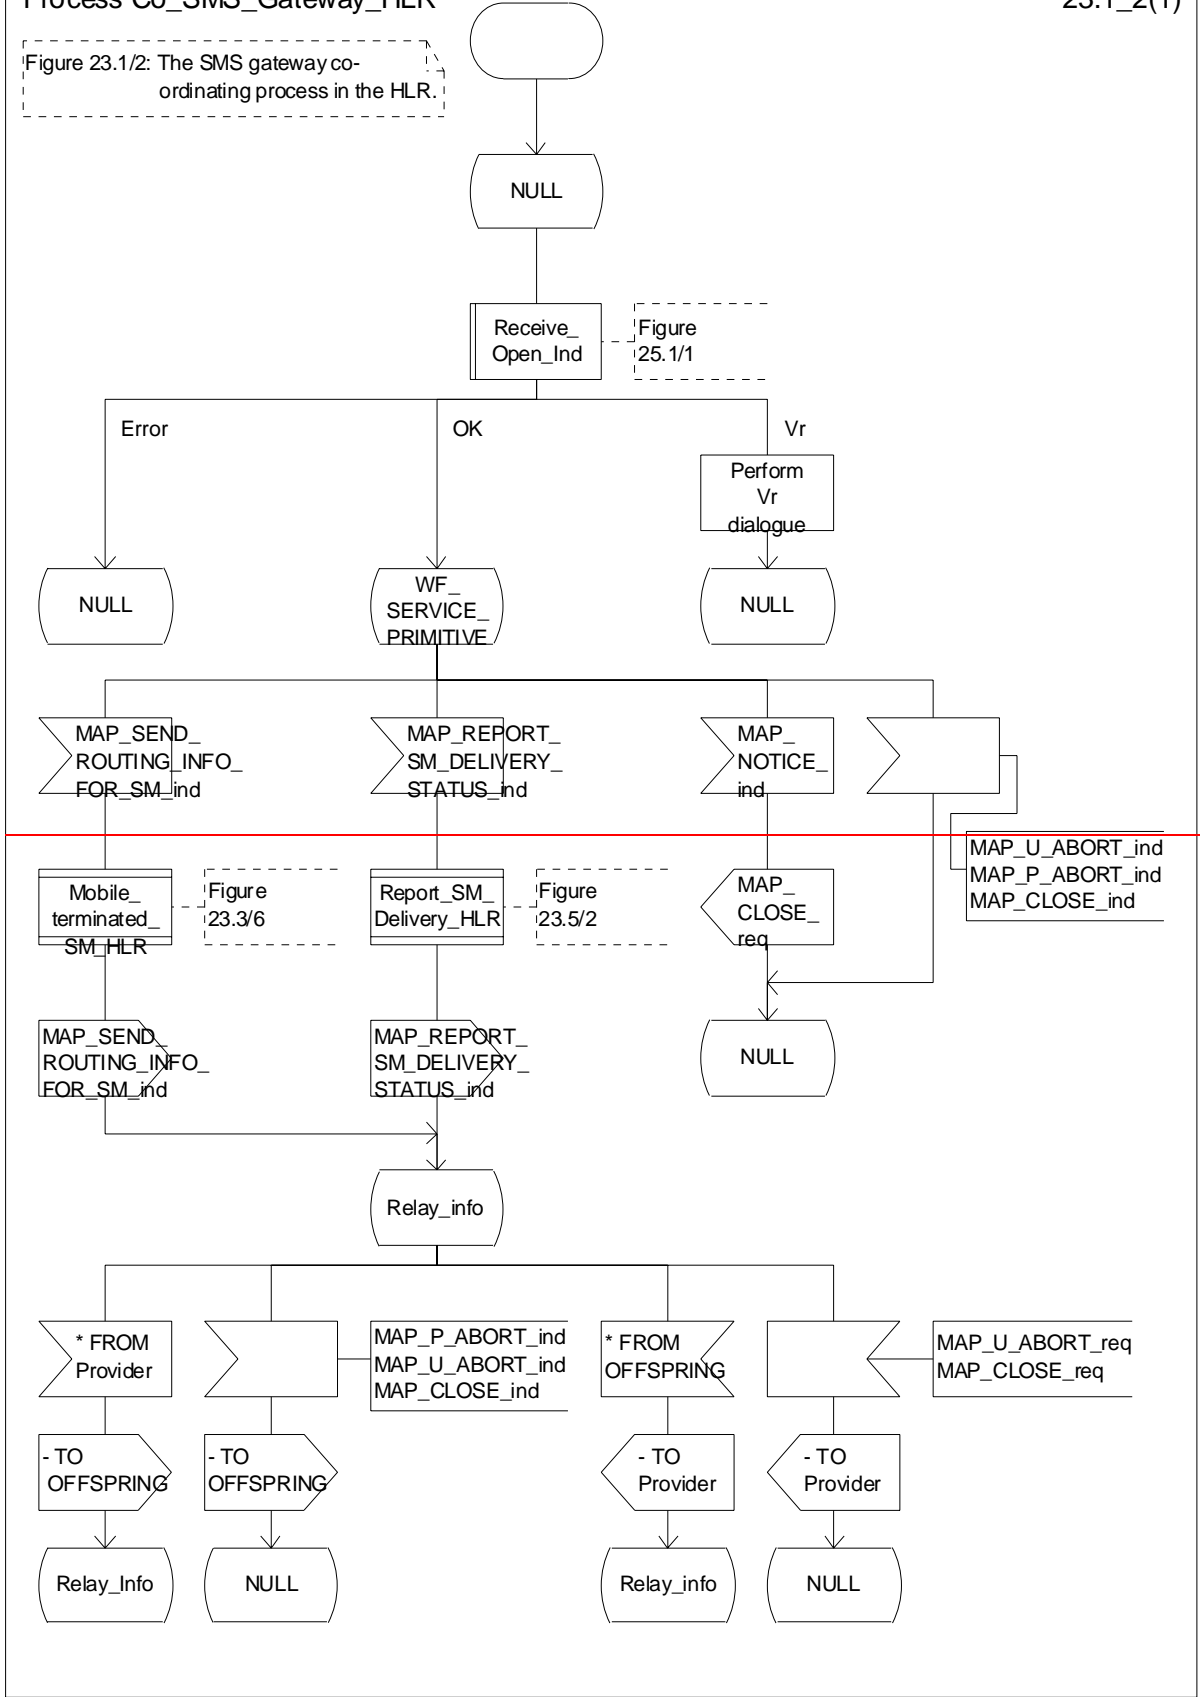 Process Co_SMS_Gateway_HLR
23.1_2(1)
Figure 23.1/2: The SMS gateway co-
ordinating process in the HLR.
NULL
Receive_
Open_Ind
Figure
25.1/1
Error
OK
Vr
Perform
Vr
dialogue
NULL
WF_
SERVICE_
PRIMITIVE
NULL
MAP_SEND_
ROUTING_INFO_
FOR_SM_ind
MAP_REPORT_
SM_DELIVERY_
STATUS_ind
MAP_
NOTICE_
ind
MAP_U_ABORT_ind
MAP_P_ABORT_ind
MAP_CLOSE_ind
Mobile_
terminated_
SM_HLR
Figure
23.3/6
Report_SM_
Delivery_HLR
Figure
23.5/2
MAP_
CLOSE_
req
MAP_SEND_
ROUTING_INFO_
FOR_SM_ind
MAP_REPORT_
SM_DELIVERY_
STATUS_ind
NULL
Relay_info
* FROM
Provider
MAP_P_ABORT_ind
MAP_U_ABORT_ind
MAP_CLOSE_ind
* FROM
OFFSPRING
MAP_U_ABORT_req
MAP_CLOSE_req
- TO
OFFSPRING
- TO
OFFSPRING
- TO
Provider
- TO
Provider
Relay_Info
NULL
Relay_info
NULL